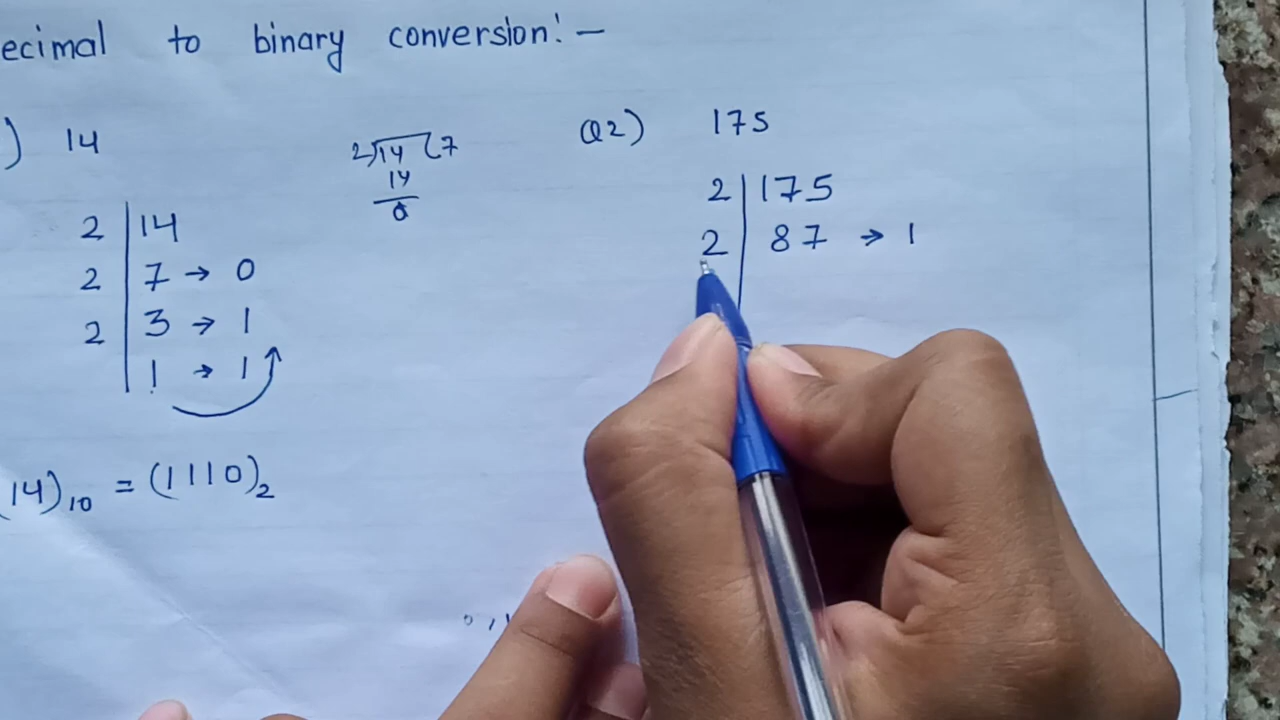 ecimal to binary conversion:-
) 14
2 14
2 7 → 0
2 3 → 1
1 → 1
14)10 = (1110)2
2)14(7
14
0
Q2) 175
2 175
2 87 → 1